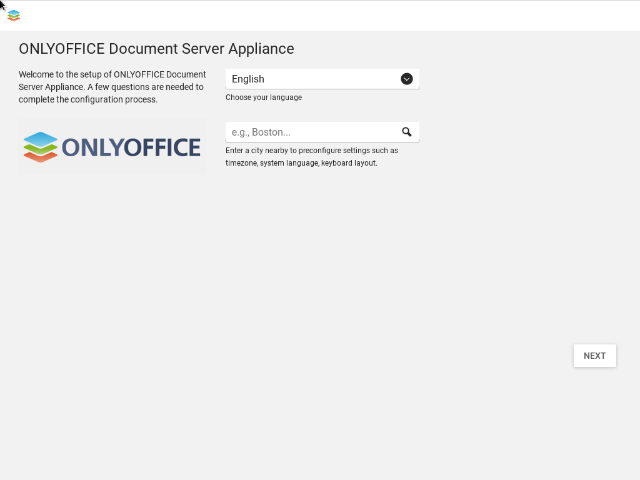 ONLYOFFICE Document Server Appliance
Welcome to the setup of ONLYOFFICE Document
Server Appliance. A few questions are needed to
complete the configuration process.
English
Choose your language
ONLYOFFICE
e.g., Boston...
Enter a city nearby to preconfigure settings such as
timezone, system language, keyboard layout.
NEXT